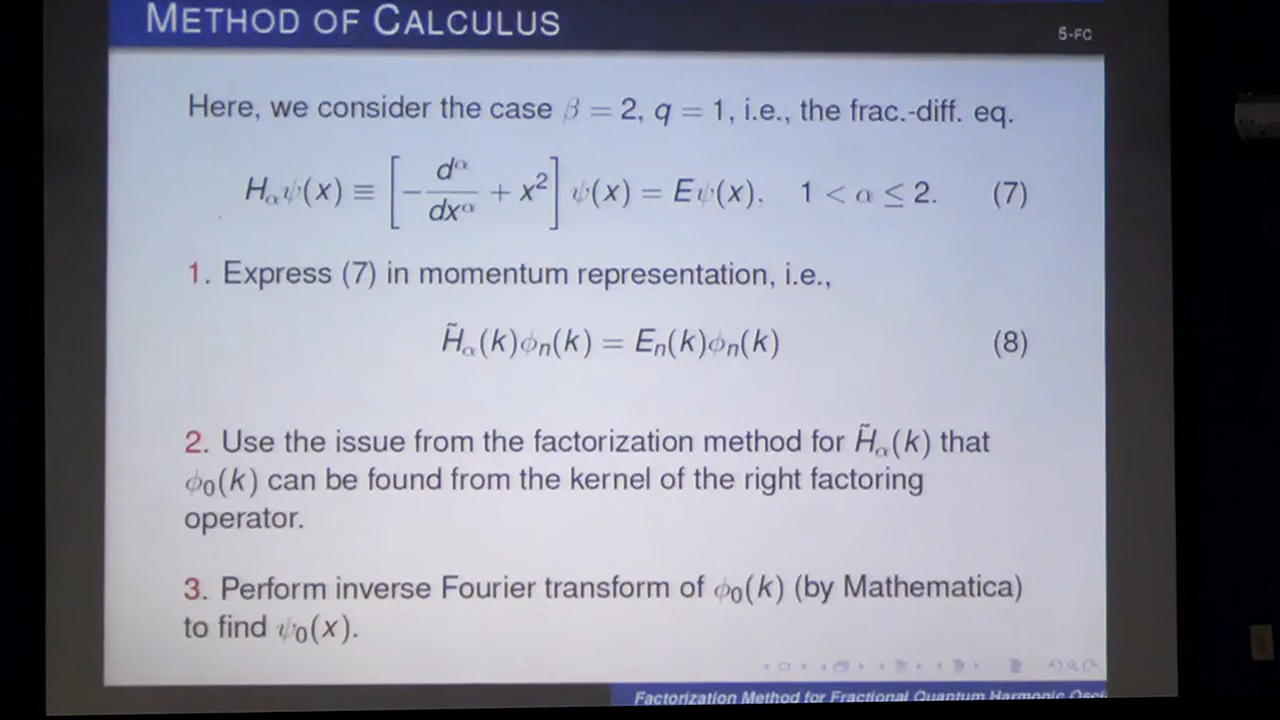 METHOD OF CALCULUS
5-FC
Here, we consider the case β = 2, q = 1, i.e., the frac.-diff. eq.
H_αψ(x) ≡ [−d^α/dx^α + x²] ψ(x) = Eψ(x). 1 < α ≤ 2. (7)
1. Express (7) in momentum representation, i.e.,
H̃_α(k)ϕ_n(k) = E_n(k)ϕ_n(k) (8)
2. Use the issue from the factorization method for H̃_α(k) that
ϕ_0(k) can be found from the kernel of the right factoring
operator.
3. Perform inverse Fourier transform of ϕ_0(k) (by Mathematica)
to find ψ_0(x).
Factorization Method for Fractional Quantum Harmonic